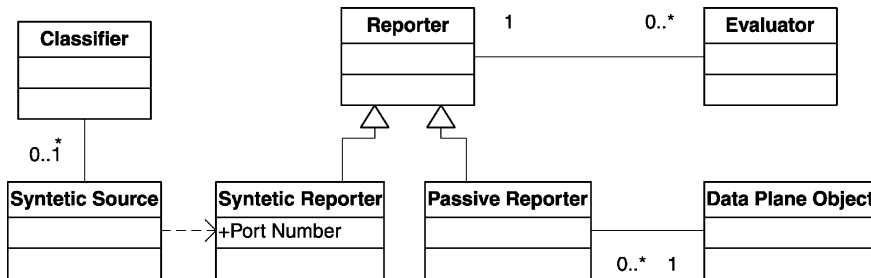 Reporter 1 0..* Evaluator
Classifier
0..1
*
Syntetic Source Syntetic Reporter Passive Reporter Data Plane Object
+Port Number
0..* 1